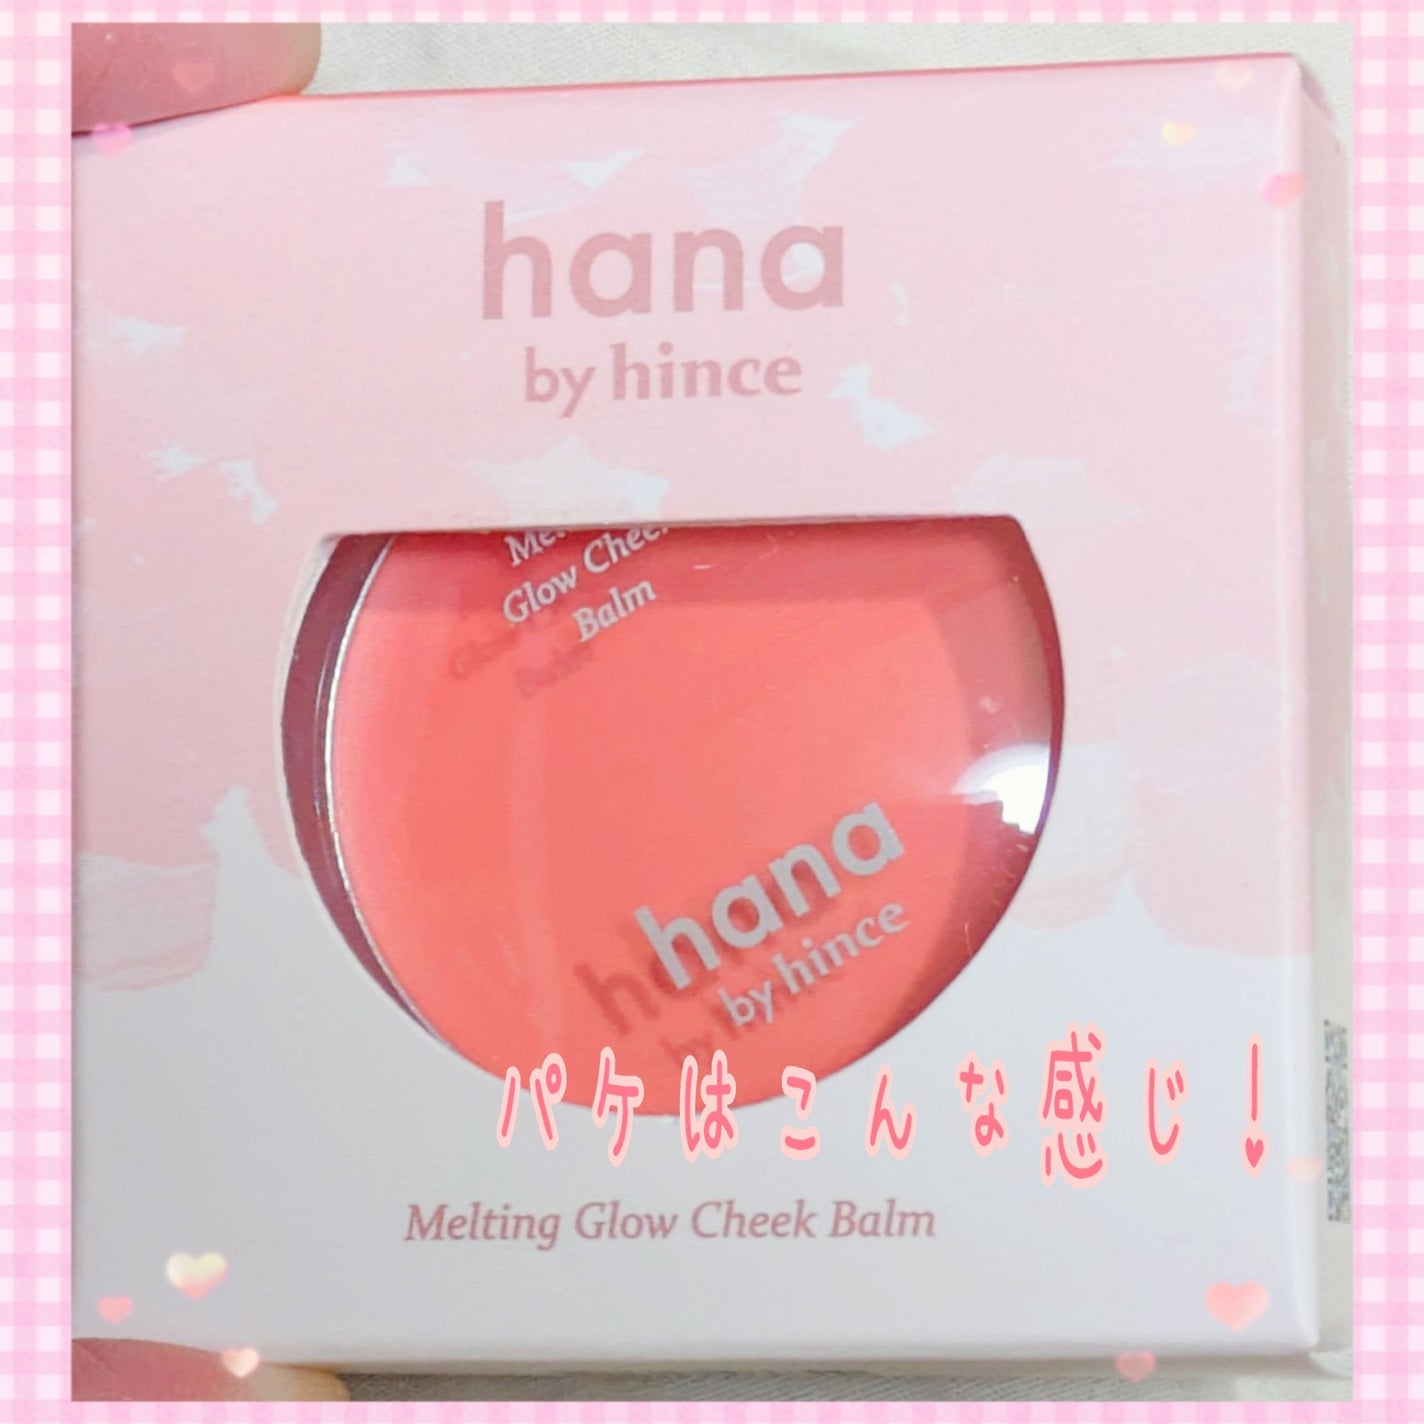 hana
by hince
Glow Cheek
Balm
hana
by hince
パケはこんな感じ!
Melting Glow Cheek Balm